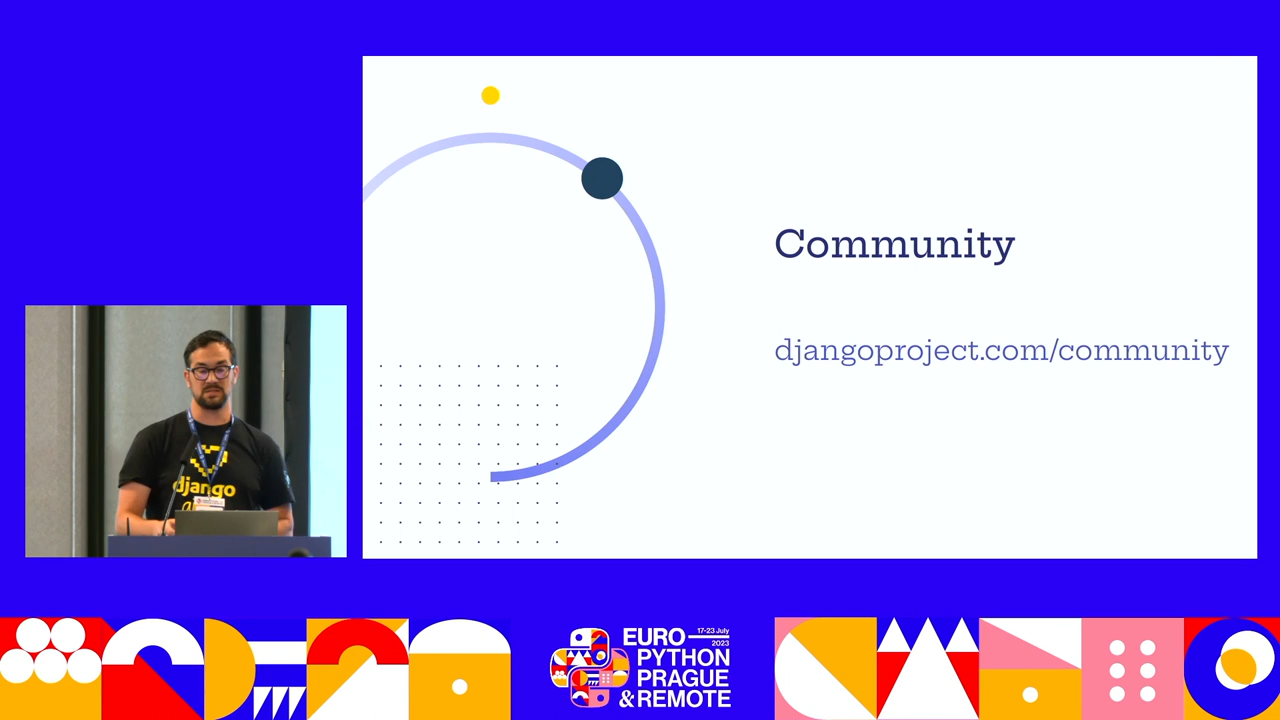 Community
djangoproject.com/community
django
EURO
17-23 July
2023
PYTHON
PRAGUE
& REMOTE